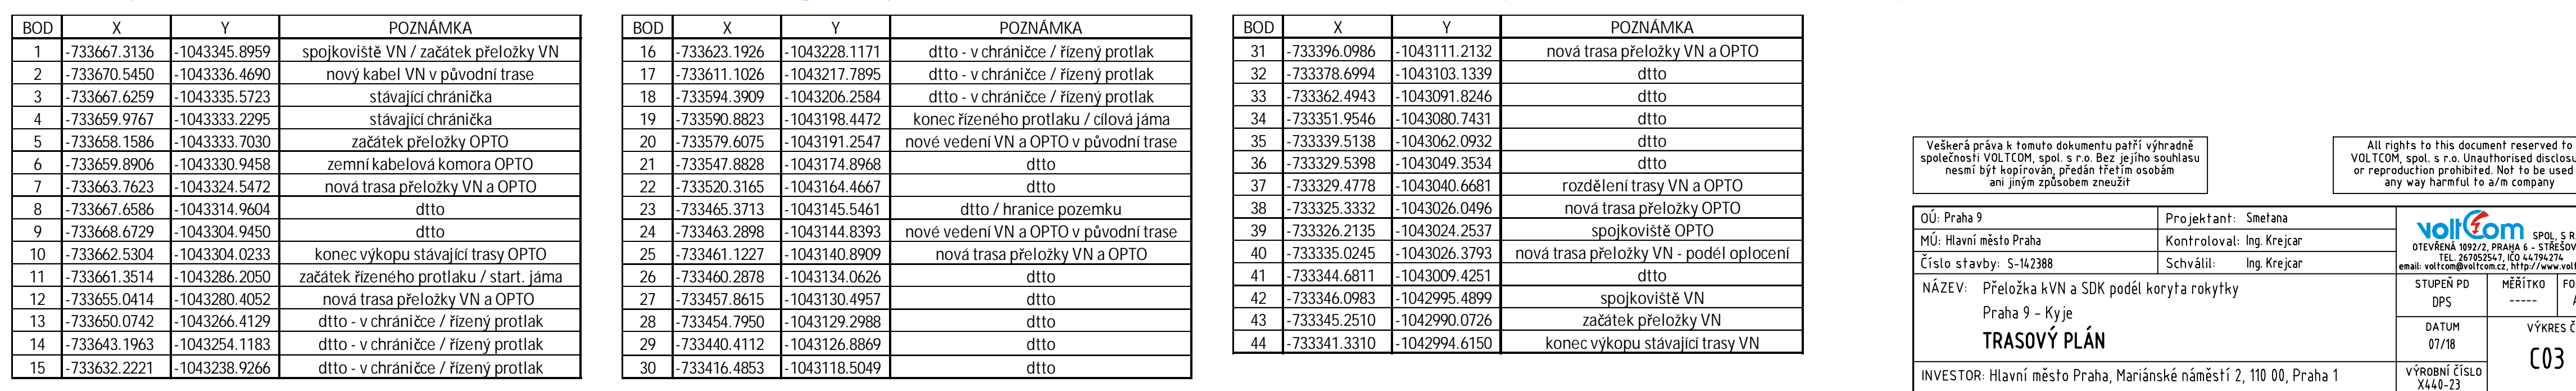 BOD X Y POZNÁMKA
1 -733667.3136 -1043345.8959 spojkoviště VN / začátek přeložky VN
2 -733670.5450 -1043336.4690 nový kabel VN v původní trase
3 -733667.6259 -1043335.5723 stávající chránička
4 -733659.9767 -1043333.2295 stávající chránička
5 -733658.1586 -1043333.7030 začátek přeložky OPTO
6 -733659.8906 -1043330.9458 zemní kabelová komora OPTO
7 -733663.7623 -1043324.5472 nová trasa přeložky VN a OPTO
8 -733667.6586 -1043314.9604 dtto
9 -733668.6729 -1043304.9450 dtto
10 -733662.5304 -1043304.0233 konec výkopu stávající trasy OPTO
11 -733661.3514 -1043286.2050 začátek řízeného protlaku / start. jáma
12 -733655.0414 -1043280.4052 nová trasa přeložky VN a OPTO
13 -733650.0742 -1043266.4129 dtto - v chráničce / řízený protlak
14 -733643.1963 -1043254.1183 dtto - v chráničce / řízený protlak
15 -733632.2221 -1043238.9266 dtto - v chráničce / řízený protlak
BOD X Y POZNÁMKA
16 -733623.1926 -1043228.1171 dtto - v chráničce / řízený protlak
17 -733611.1026 -1043217.7895 dtto - v chráničce / řízený protlak
18 -733594.3909 -1043206.2584 dtto - v chráničce / řízený protlak
19 -733590.8823 -1043198.4472 konec řízeného protlaku / cílová jáma
20 -733579.6075 -1043191.2547 nové vedení VN a OPTO v původní trase
21 -733547.8828 -1043174.8968 dtto
22 -733520.3165 -1043164.4667 dtto
23 -733465.3713 -1043145.5461 dtto / hranice pozemku
24 -733463.2898 -1043144.8393 nové vedení VN a OPTO v původní trase
25 -733461.1227 -1043140.8909 nová trasa přeložky VN a OPTO
26 -733460.2878 -1043134.0626 dtto
27 -733457.8615 -1043130.4957 dtto
28 -733454.7950 -1043129.2988 dtto
29 -733440.4112 -1043126.8869 dtto
30 -733416.4853 -1043118.5049 dtto
BOD X Y POZNÁMKA
31 -733396.0986 -1043111.2132 nová trasa přeložky VN a OPTO
32 -733378.6994 -1043103.1339 dtto
33 -733362.4943 -1043091.8246 dtto
34 -733351.9546 -1043080.7431 dtto
35 -733339.5138 -1043062.0932 dtto
36 -733329.5398 -1043049.3534 dtto
37 -733329.4778 -1043040.6681 rozdělení trasy VN a OPTO
38 -733325.3332 -1043026.0496 nová trasa přeložky OPTO
39 -733326.2135 -1043024.2537 spojkoviště OPTO
40 -733335.0245 -1043026.3793 nová trasa přeložky VN - podél oplocení
41 -733344.6811 -1043009.4251 dtto
42 -733346.0983 -1042995.4899 spojkoviště VN
43 -733345.2510 -1042990.0726 začátek přeložky VN
44 -733341.3310 -1042994.6150 konec výkopu stávající trasy VN
Veškerá práva k tomuto dokumentu patří výhradně
společnosti VOLTCOM, spol. s r.o. Bez jejího souhlasu
nesmí být kopírován, předán třetím osobám
ani jiným způsobem zneužit
All rights to this document reserved to
VOLTCOM, spol. s r.o. Unauthorised disclosu
or reproduction prohibited. Not to be used
any way harmful to a/m company
OÚ: Praha 9 Projektant: Smetana
MÚ: Hlavní město Praha Kontroloval: Ing. Krejcar
Číslo stavby: S-142388 Schválil: Ing. Krejcar
voltCom SPOL, S R.
OTEVŘENÁ 1092/2, PRAHA 6 - STŘEŠOV
TEL. 267052547, IČO 44794274
email: voltcom@voltcom.cz, http://www.vol
NÁZEV: Přeložka kVN a SDK podél koryta rokytky
Praha 9 - Kyje
TRASOVÝ PLÁN
STUPEŇ PD MĚŘÍTKO FO
DPS -----
DATUM VÝKRES Č
07/18 C03
VÝROBNÍ ČÍSLO
X440-23
INVESTOR: Hlavní město Praha, Mariánské náměstí 2, 110 00, Praha 1